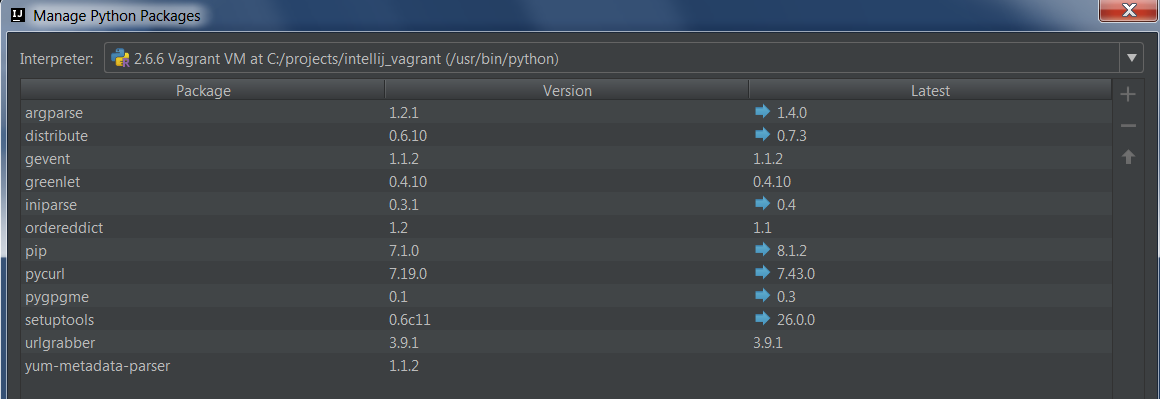 IJ Manage Python Packages X
Interpreter: 2.6.6 Vagrant VM at C:/projects/intellij_vagrant (/usr/bin/python)
Package Version Latest
argparse 1.2.1 1.4.0
distribute 0.6.10 0.7.3
gevent 1.1.2 1.1.2
greenlet 0.4.10 0.4.10
iniparse 0.3.1 0.4
ordereddict 1.2 1.1
pip 7.1.0 8.1.2
pycurl 7.19.0 7.43.0
pygpgme 0.1 0.3
setuptools 0.6c11 26.0.0
urlgrabber 3.9.1 3.9.1
yum-metadata-parser 1.1.2